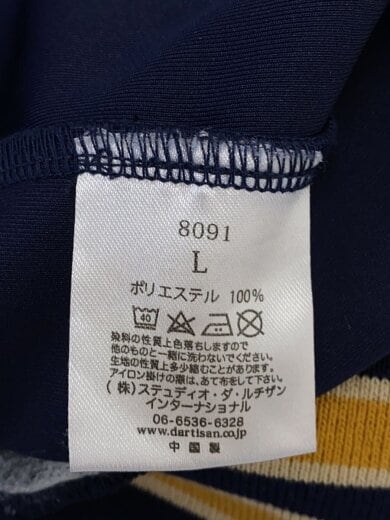 8091
L
ポリエステル 100%
40
染料の性質上色落ちしますので
他のものと一緒に洗わないでください。
生地の性質上多少縮むことがあります。
アイロン掛けの際は、あて布をして下さい。
(株)ステュディオ・ダ・ルチザン
インターナショナル
06-6536-6328
www.dartisan.co.jp
中国製